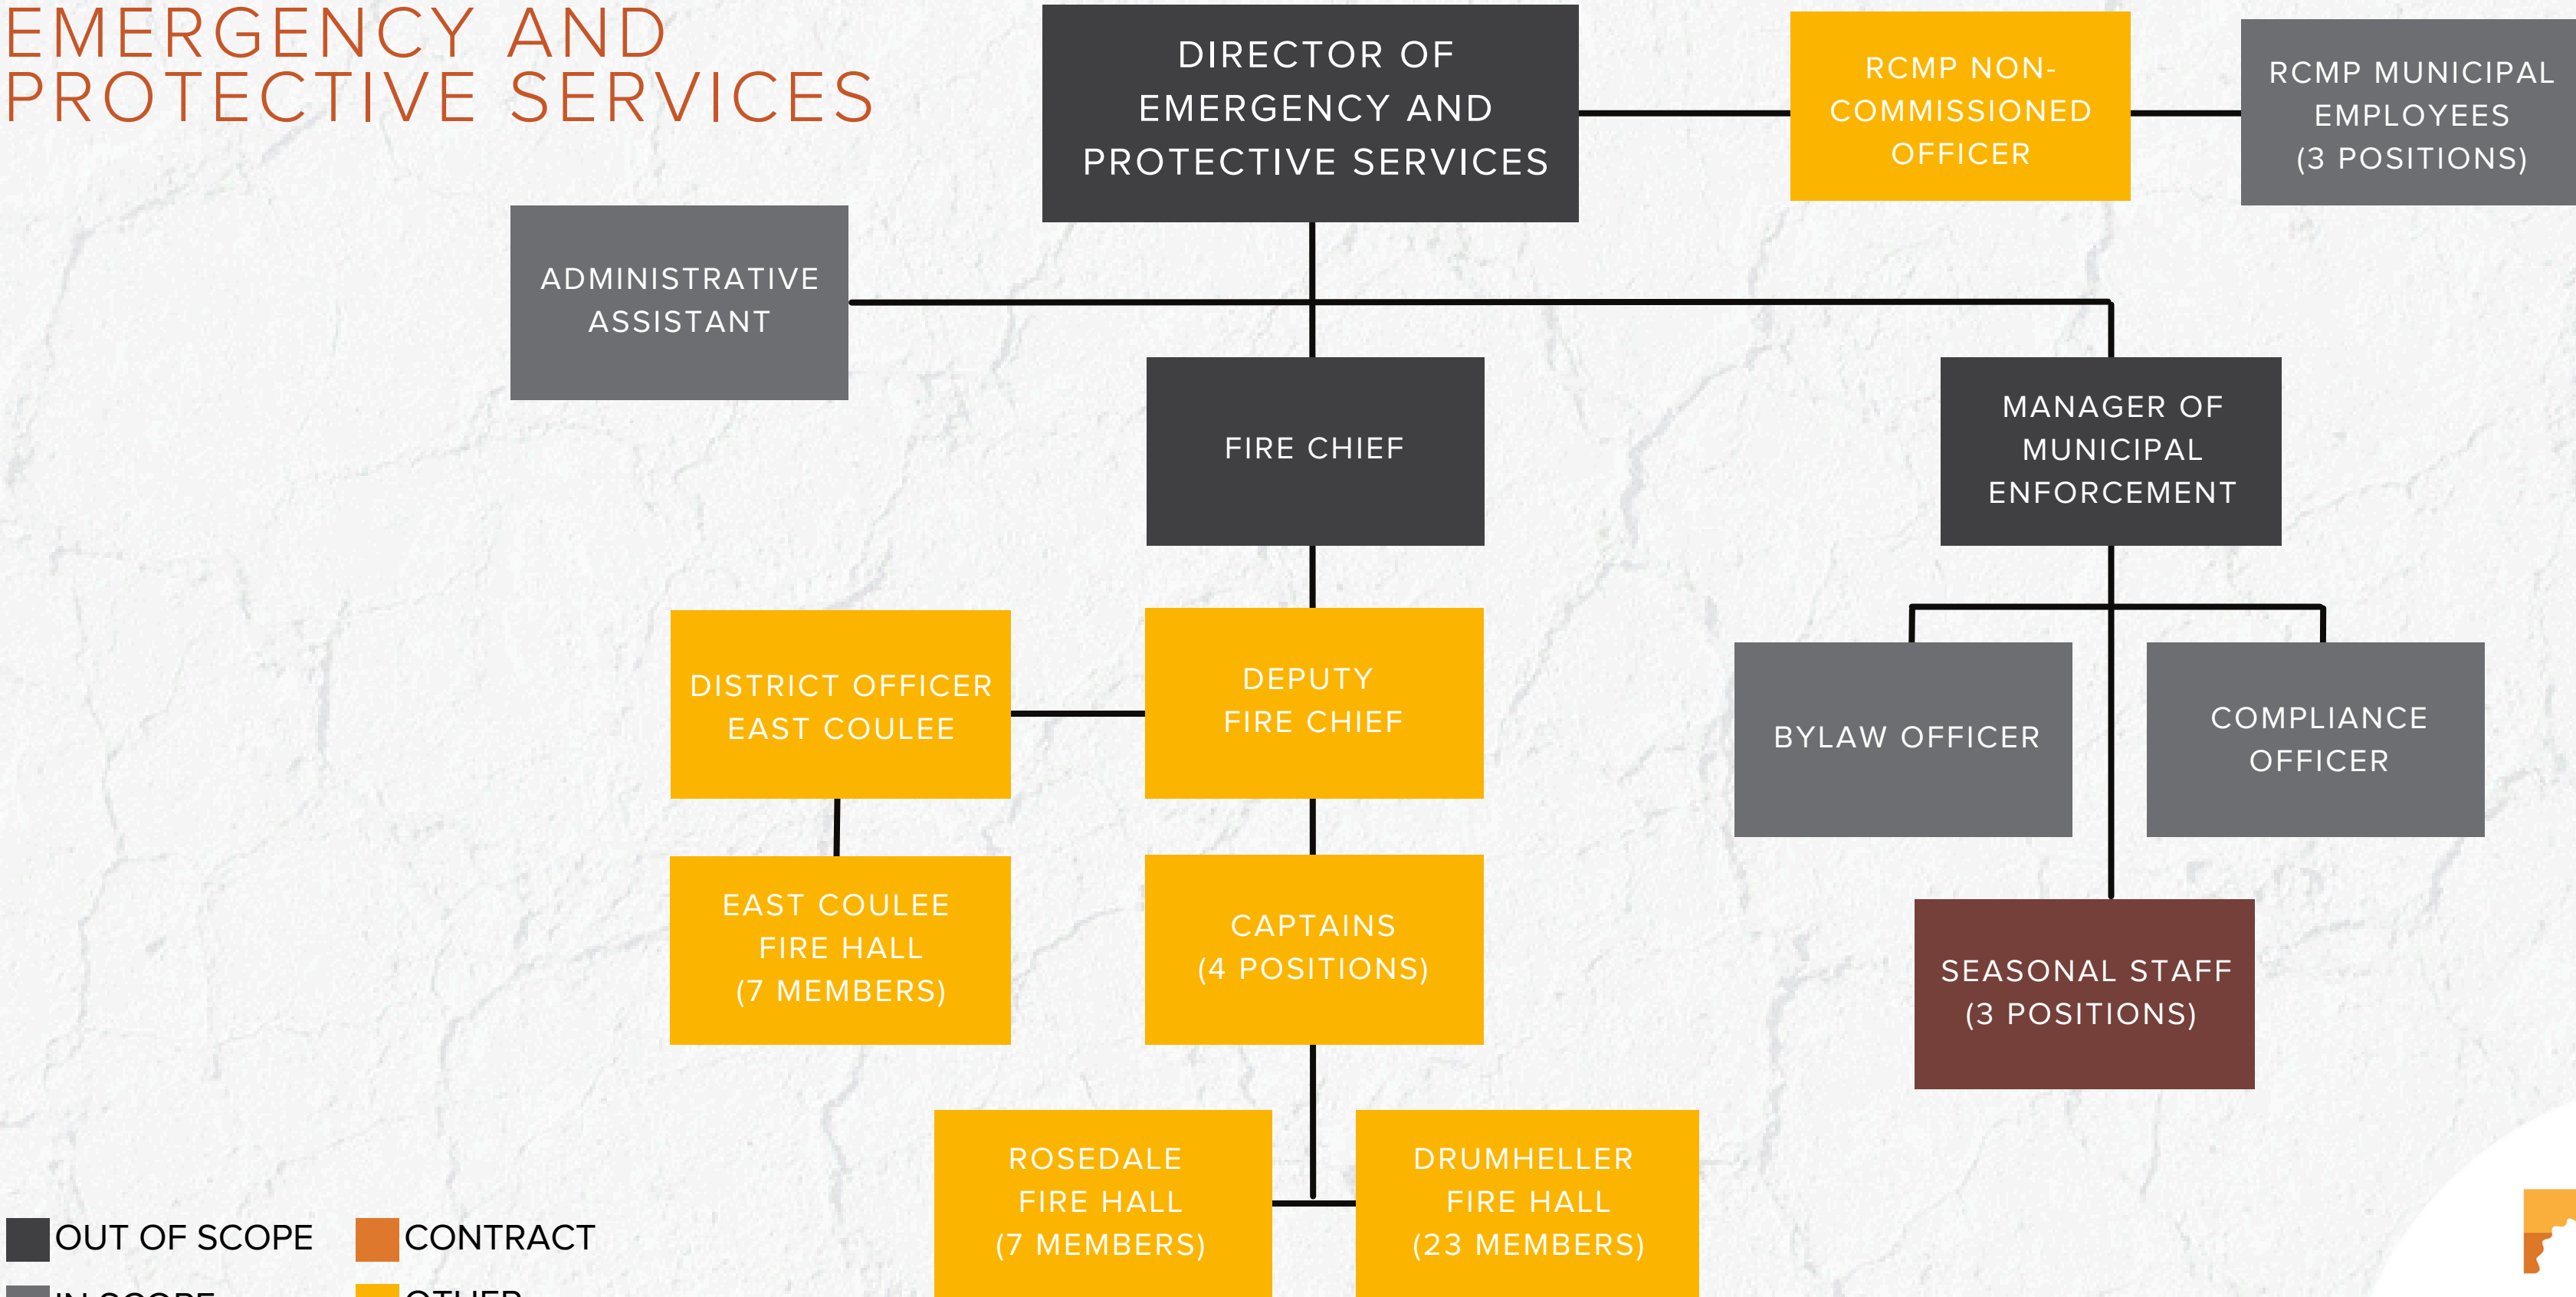 EMERGENCY AND
PROTECTIVE SERVICES
DIRECTOR OF
EMERGENCY AND
PROTECTIVE SERVICES
RCMP NON-
COMMISSIONED
OFFICER
RCMP MUNICIPAL
EMPLOYEES
(3 POSITIONS)
ADMINISTRATIVE
ASSISTANT
FIRE CHIEF
MANAGER OF
MUNICIPAL
ENFORCEMENT
DISTRICT OFFICER
EAST COULEE
DEPUTY
FIRE CHIEF
BYLAW OFFICER
COMPLIANCE
OFFICER
EAST COULEE
FIRE HALL
(7 MEMBERS)
CAPTAINS
(4 POSITIONS)
SEASONAL STAFF
(3 POSITIONS)
ROSEDALE
FIRE HALL
(7 MEMBERS)
DRUMHELLER
FIRE HALL
(23 MEMBERS)
OUT OF SCOPE
CONTRACT
IN SCOPE
OTHER